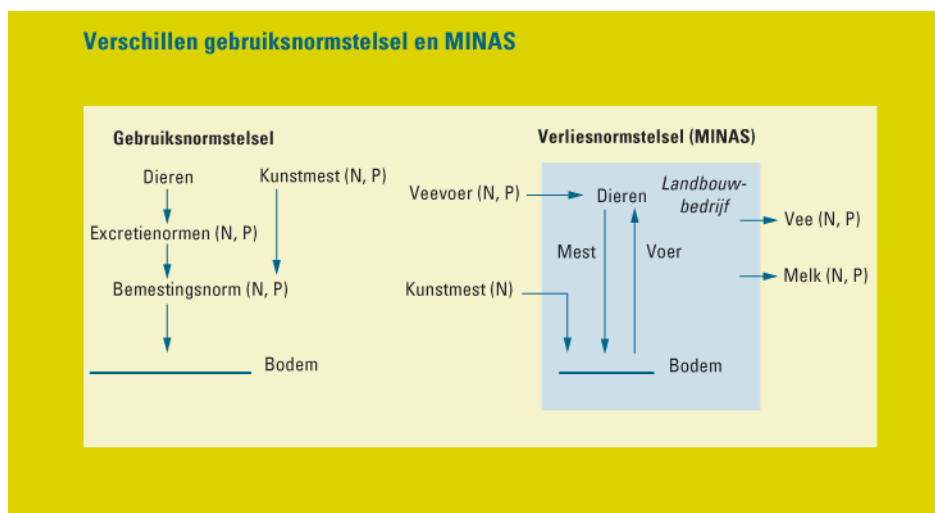 Verschillen gebruiksnormstelsel en MINAS
Gebruiksnormstelsel
Dieren
Kunstmest (N, P)
Excretienormen (N, P)
Bemestingsnorm (N, P)
Bodem
Verliesnormstelsel (MINAS)
Veevoer (N, P)
Dieren
Landbouw-
bedrijf
Vee (N, P)
Mest
Voer
Melk (N, P)
Kunstmest (N)
Bodem